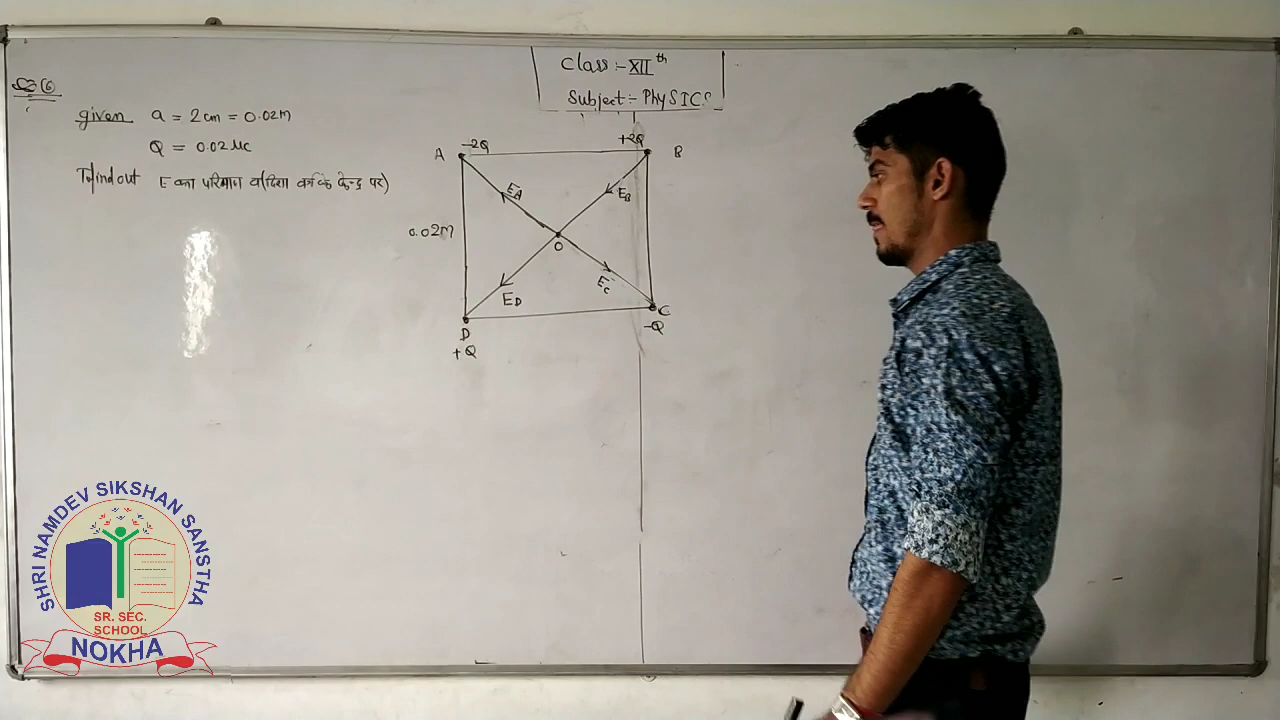 Class:- XIIth
Subject:- PhySICS
given a = 2cm = 0.02M
Q = 0.02 μC
To find out E का परिमाण व (दिशा वर्ग के केन्द्र पर)
A -2Q +2Q B
EA EB
0.02M
O
ED EC
D C
+Q -Q
SHRI NAMDEV SIKSHAN SANSTHA
SR. SEC.
SCHOOL
NOKHA